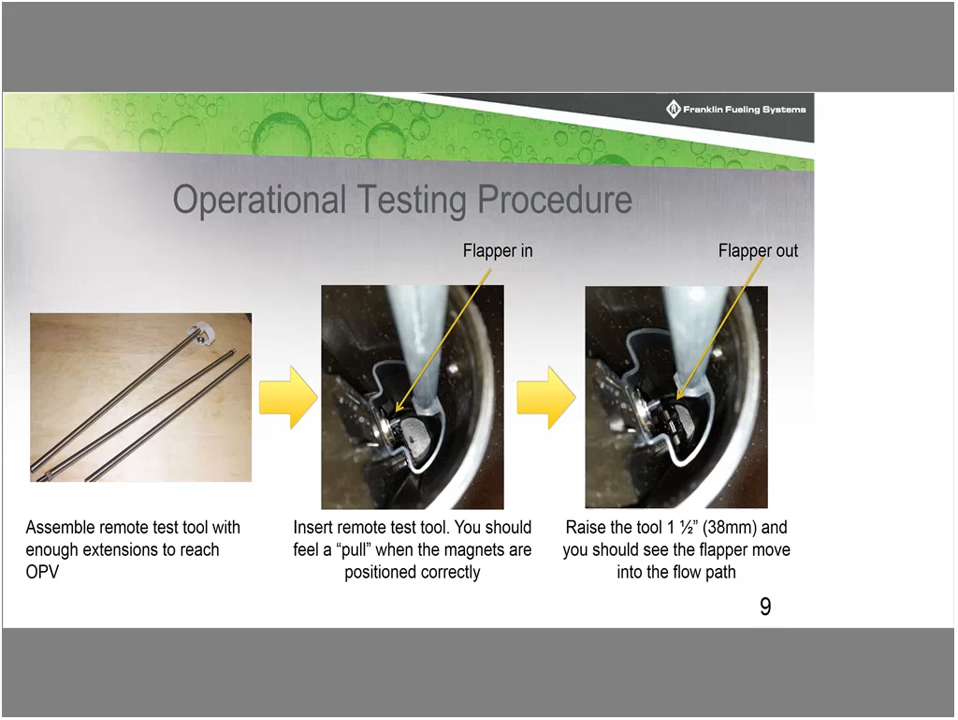 Franklin Fueling Systems
Operational Testing Procedure
Flapper in
Flapper out
Assemble remote test tool with
enough extensions to reach
OPV
Insert remote test tool. You should
feel a “pull” when the magnets are
positioned correctly
Raise the tool 1 ½” (38mm) and
you should see the flapper move
into the flow path
9